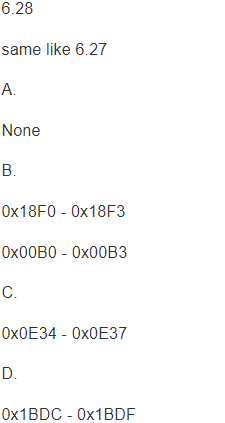 6.28
same like 6.27
A.
None
B.
0x18F0 - 0x18F3
0x00B0 - 0x00B3
C.
0x0E34 - 0x0E37
D.
0x1BDC - 0x1BDF